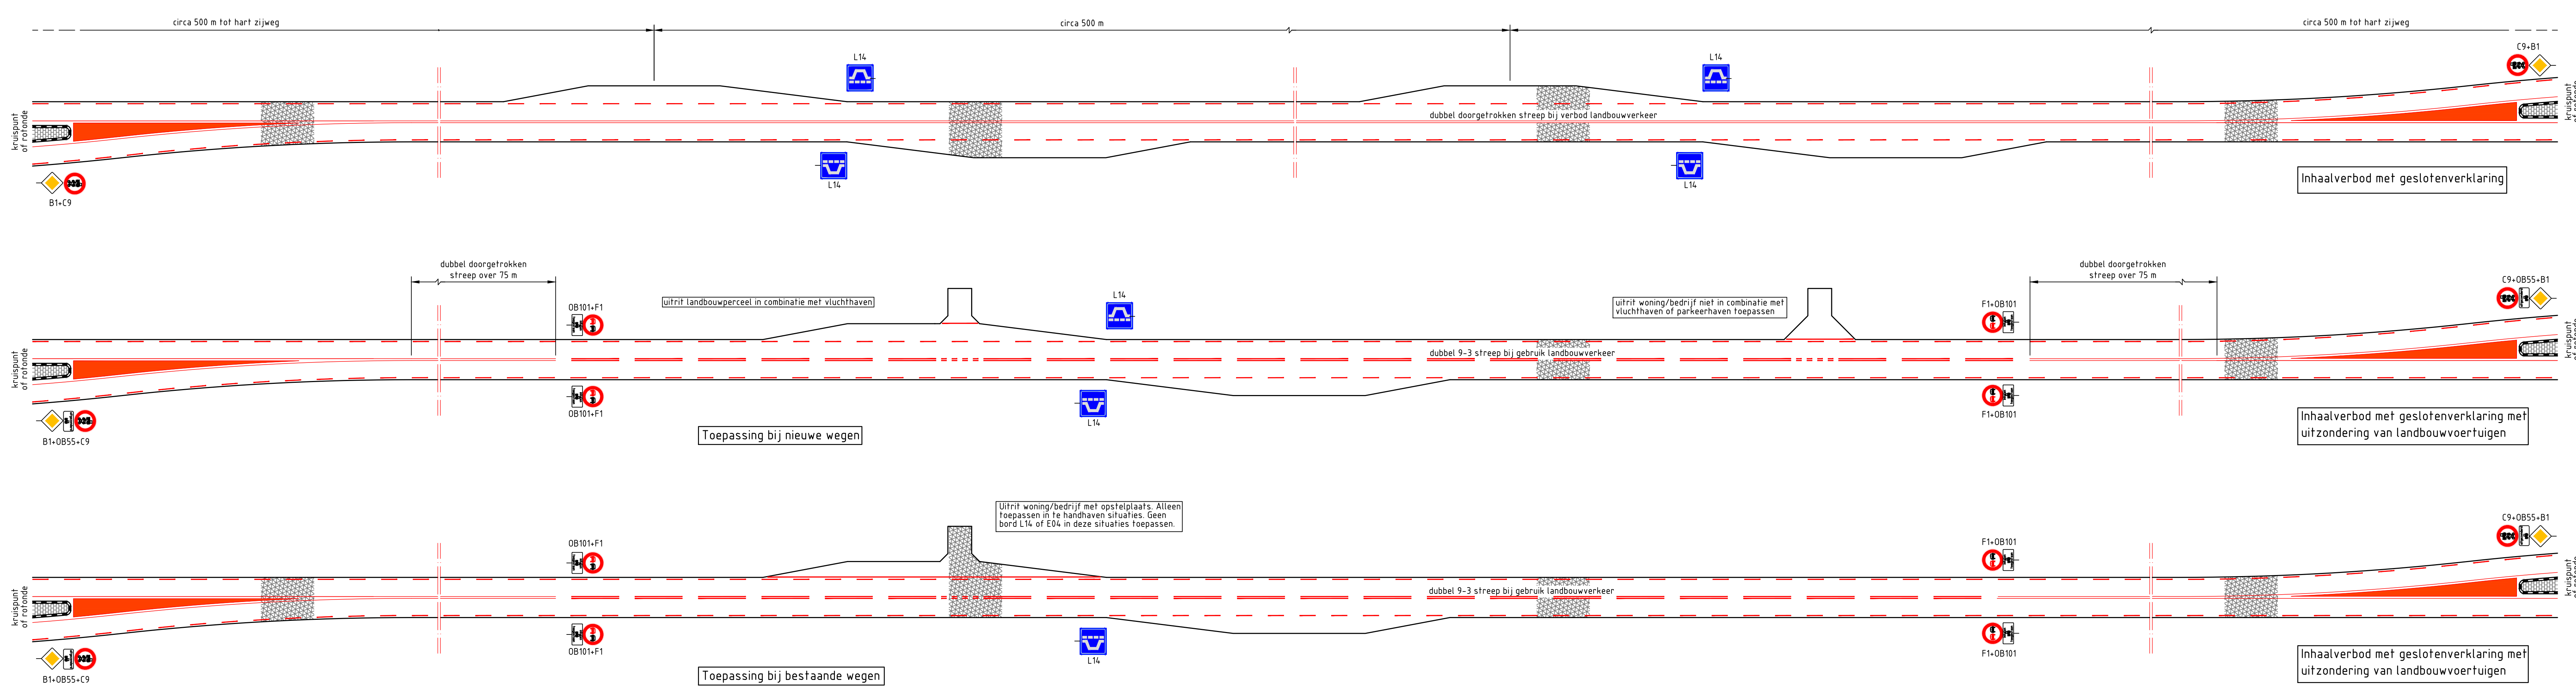 circa 500 m tot hart zijweg
circa 500 m
circa 500 m tot hart zijweg
L14
L14
C9+B1
kruispunt
of rotonde
dubbel doorgetrokken streep bij verbod landbouwverkeer
kruispunt
L14
L14
Inhaalverbod met geslotenverklaring
B1+C9
dubbel doorgetrokken
streep over 75 m
dubbel doorgetrokken
streep over 75 m
OB101+F1
uitrit landbouwperceel in combinatie met vluchthaven
L14
uitrit woning/bedrijf niet in combinatie met
vluchthaven of parkeerhaven toepassen
F1+OB101
C9+OB55+B1
kruispunt
of rotonde
dubbel 9-3 streep bij gebruik landbouwverkeer
kruispunt
OB101+F1
L14
F1+OB101
B1+OB55+C9
Toepassing bij nieuwe wegen
Inhaalverbod met geslotenverklaring met
uitzondering van landbouwvoertuigen
Uitrit woning/bedrijf met opstelplaats. Alleen
toepassen in te handhaven situaties. Geen
bord L14 of E04 in deze situaties toepassen.
OB101+F1
F1+OB101
C9+OB55+B1
kruispunt
of rotonde
dubbel 9-3 streep bij gebruik landbouwverkeer
kruispunt
OB101+F1
L14
F1+OB101
B1+OB55+C9
Toepassing bij bestaande wegen
Inhaalverbod met geslotenverklaring met
uitzondering van landbouwvoertuigen